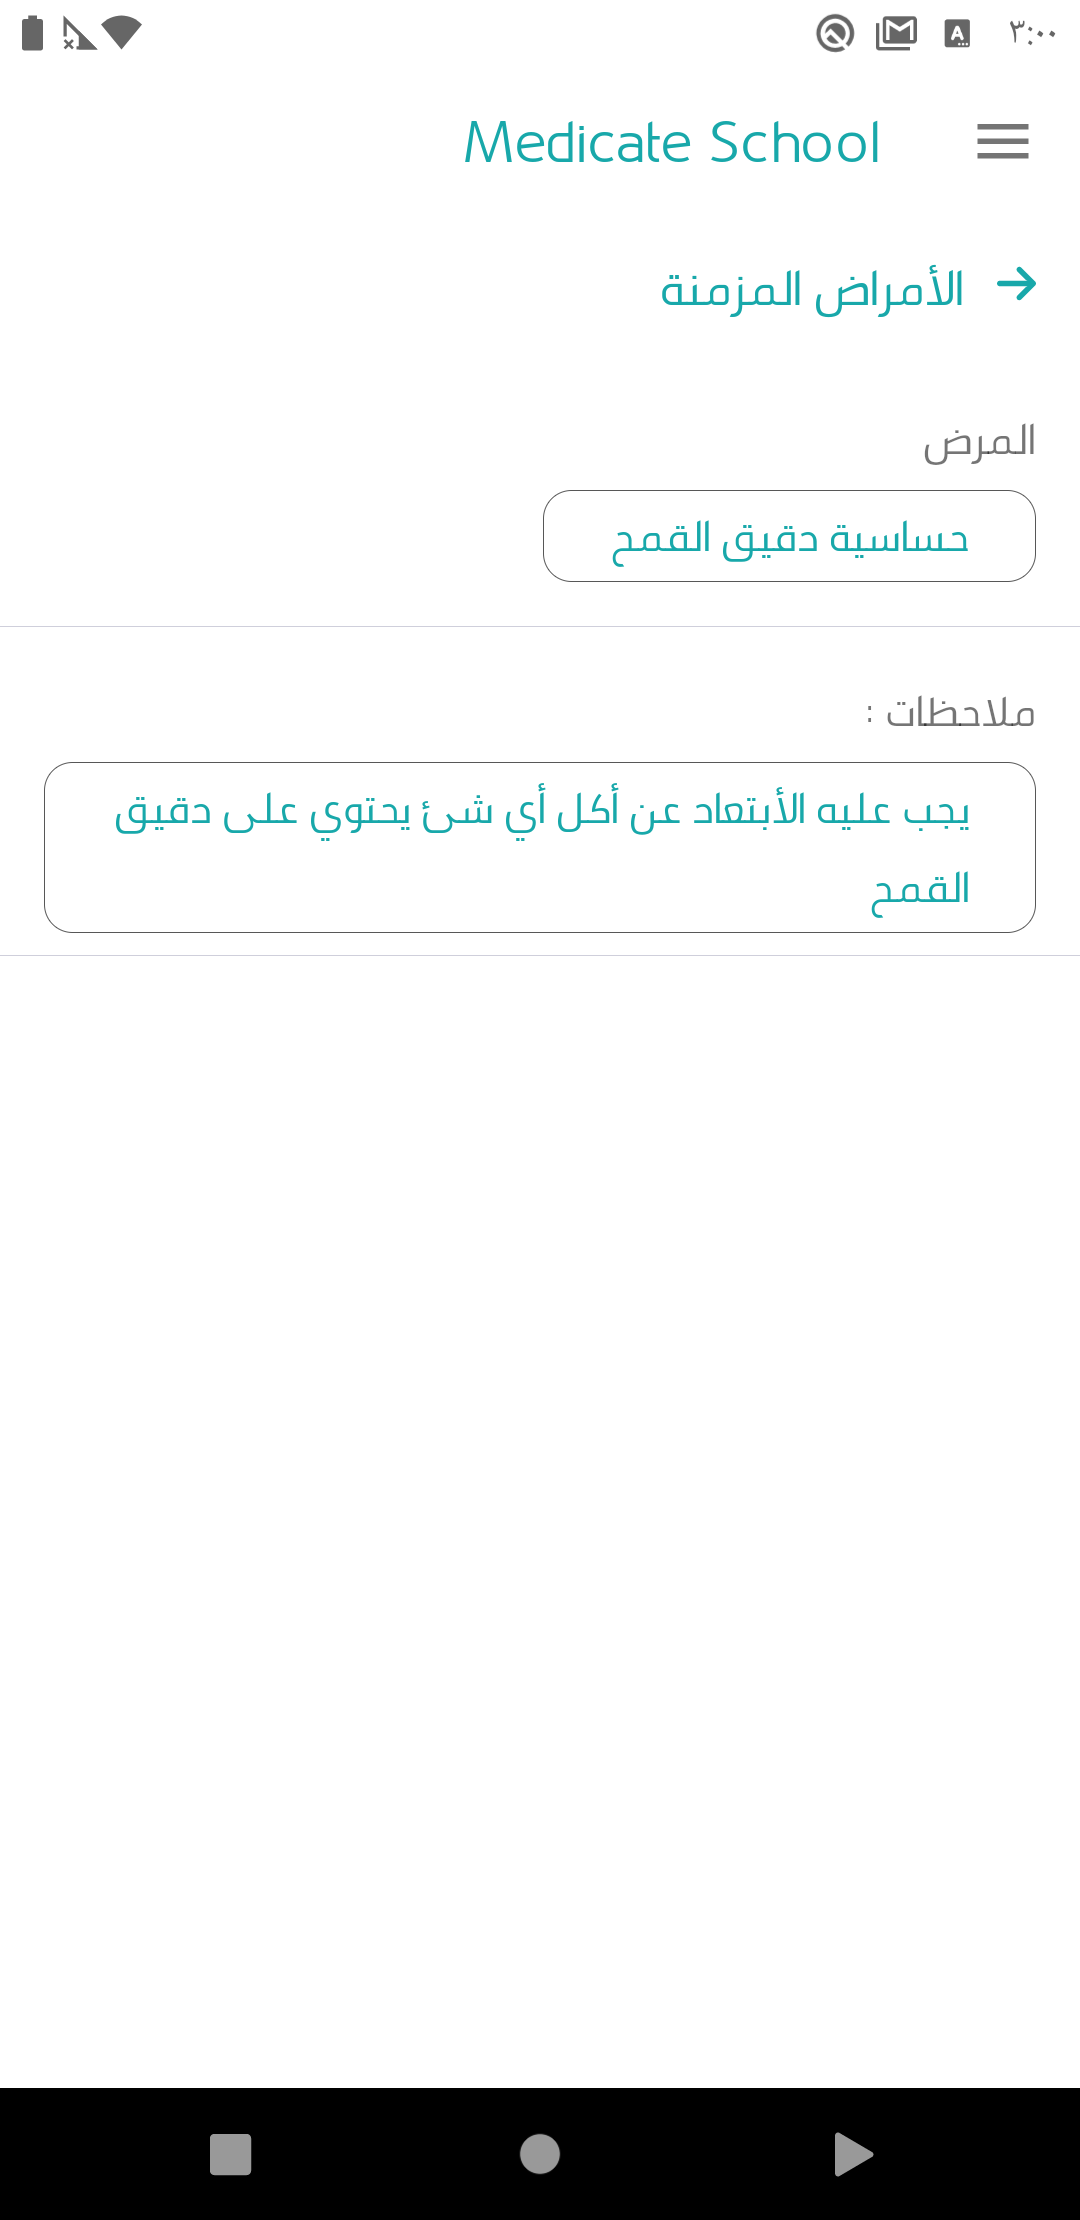 ٣:٠٠
Medicate School
الأمراض المزمنة
المرض
حساسية دقيق القمح
ملاحظات :
يجب عليه الأبتعاد عن أكل أي شئ يحتوي على دقيق
القمح